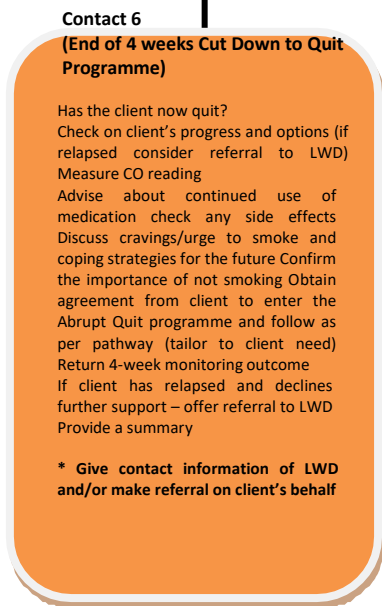 Contact 6
(End of 4 weeks Cut Down to Quit
Programme)
Has the client now quit?
Check on client's progress and options (if
relapsed consider referral to LWD)
Measure CO reading
Advise about continued use of
medication check any side effects
Discuss cravings/urge to smoke and
coping strategies for the future Confirm
the importance of not smoking Obtain
agreement from client to enter the
Abrupt Quit programme and follow as
per pathway (tailor to client need)
Return 4-week monitoring outcome
If client has relapsed and declines
further support – offer referral to LWD
Provide a summary
* Give contact information of LWD
and/or make referral on client's behalf